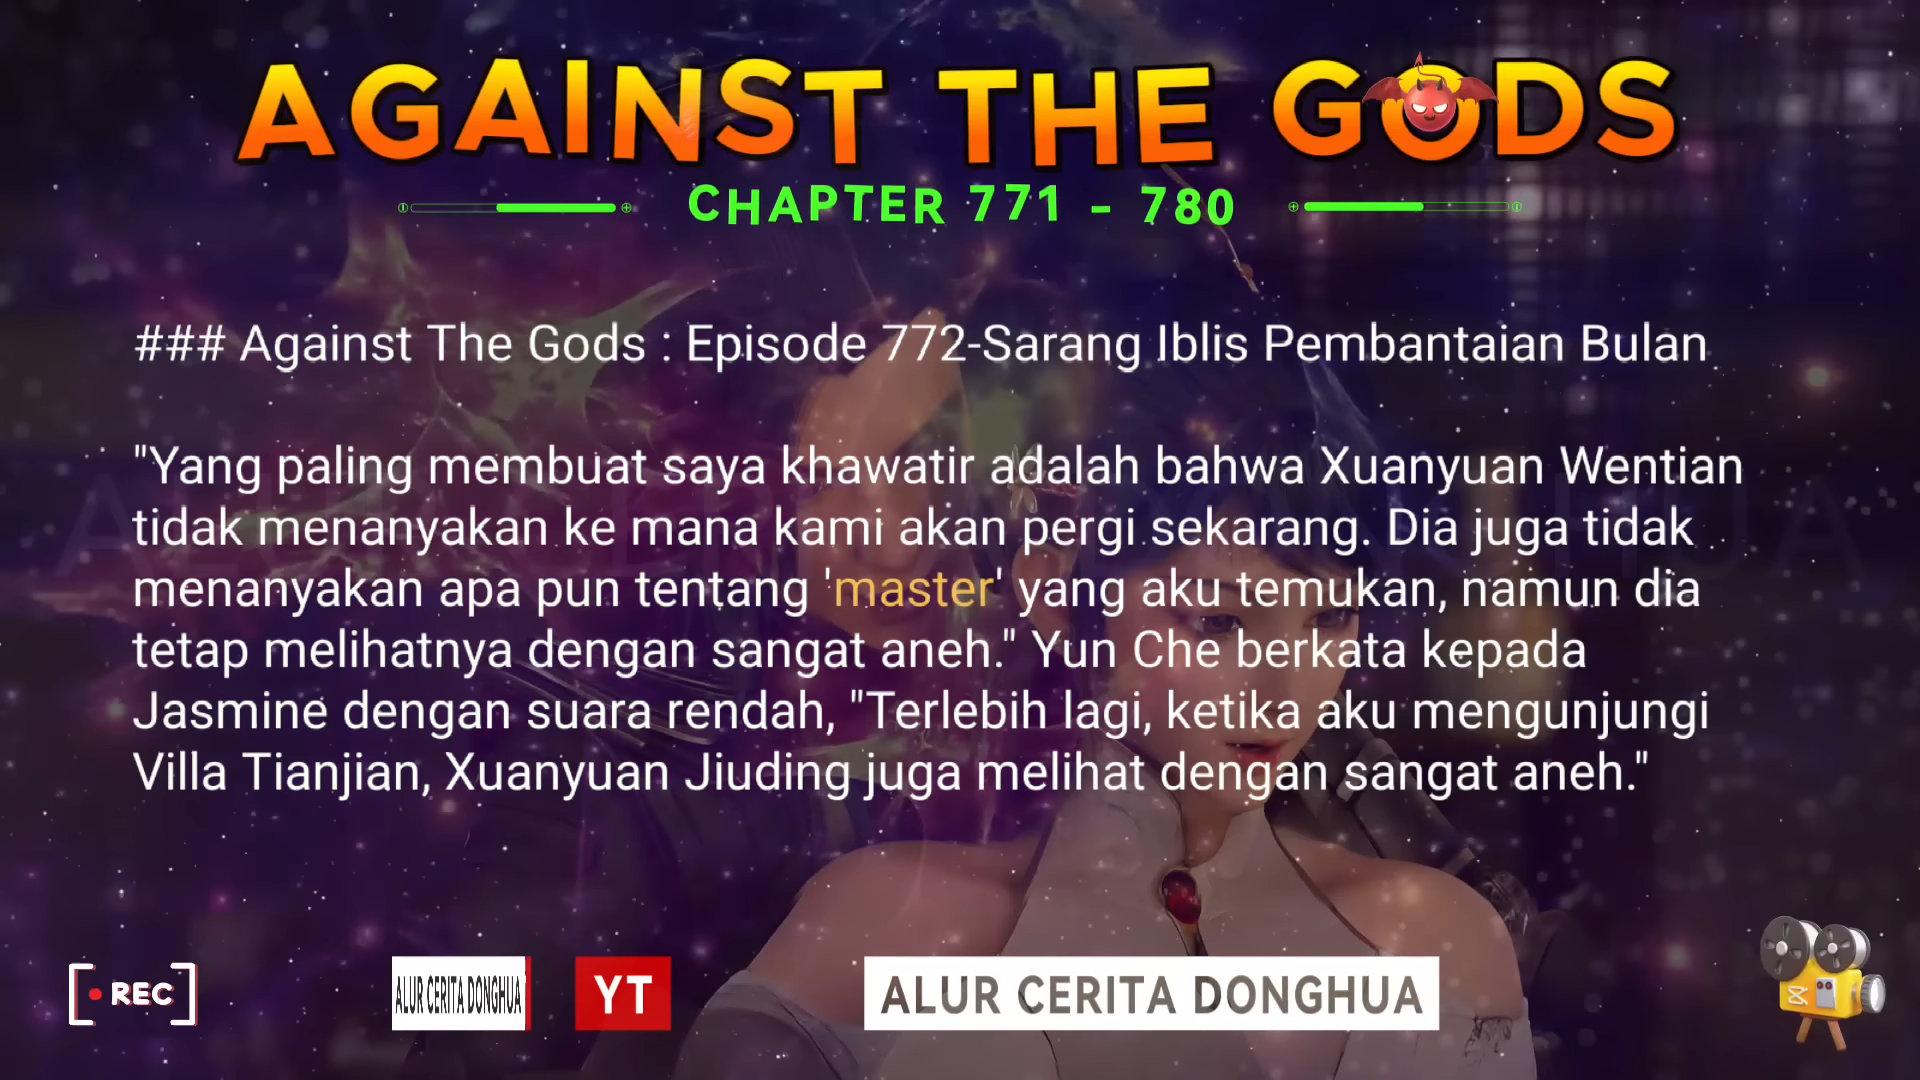 AGAINST THE GODS
CHAPTER 771 - 780
### Against The Gods : Episode 772-Sarang Iblis Pembantaian Bulan
"Yang paling membuat saya khawatir adalah bahwa Xuanyuan Wentian
tidak menanyakan ke mana kami akan pergi sekarang. Dia juga tidak
menanyakan apa pun tentang 'master' yang aku temukan, namun dia
tetap melihatnya dengan sangat aneh." Yun Che berkata kepada
Jasmine dengan suara rendah, "Terlebih lagi, ketika aku mengunjungi
Villa Tianjian, Xuanyuan Jiuding juga melihat dengan sangat aneh."
REC
ALUR CERITA DONGHUA
YT
ALUR CERITA DONGHUA